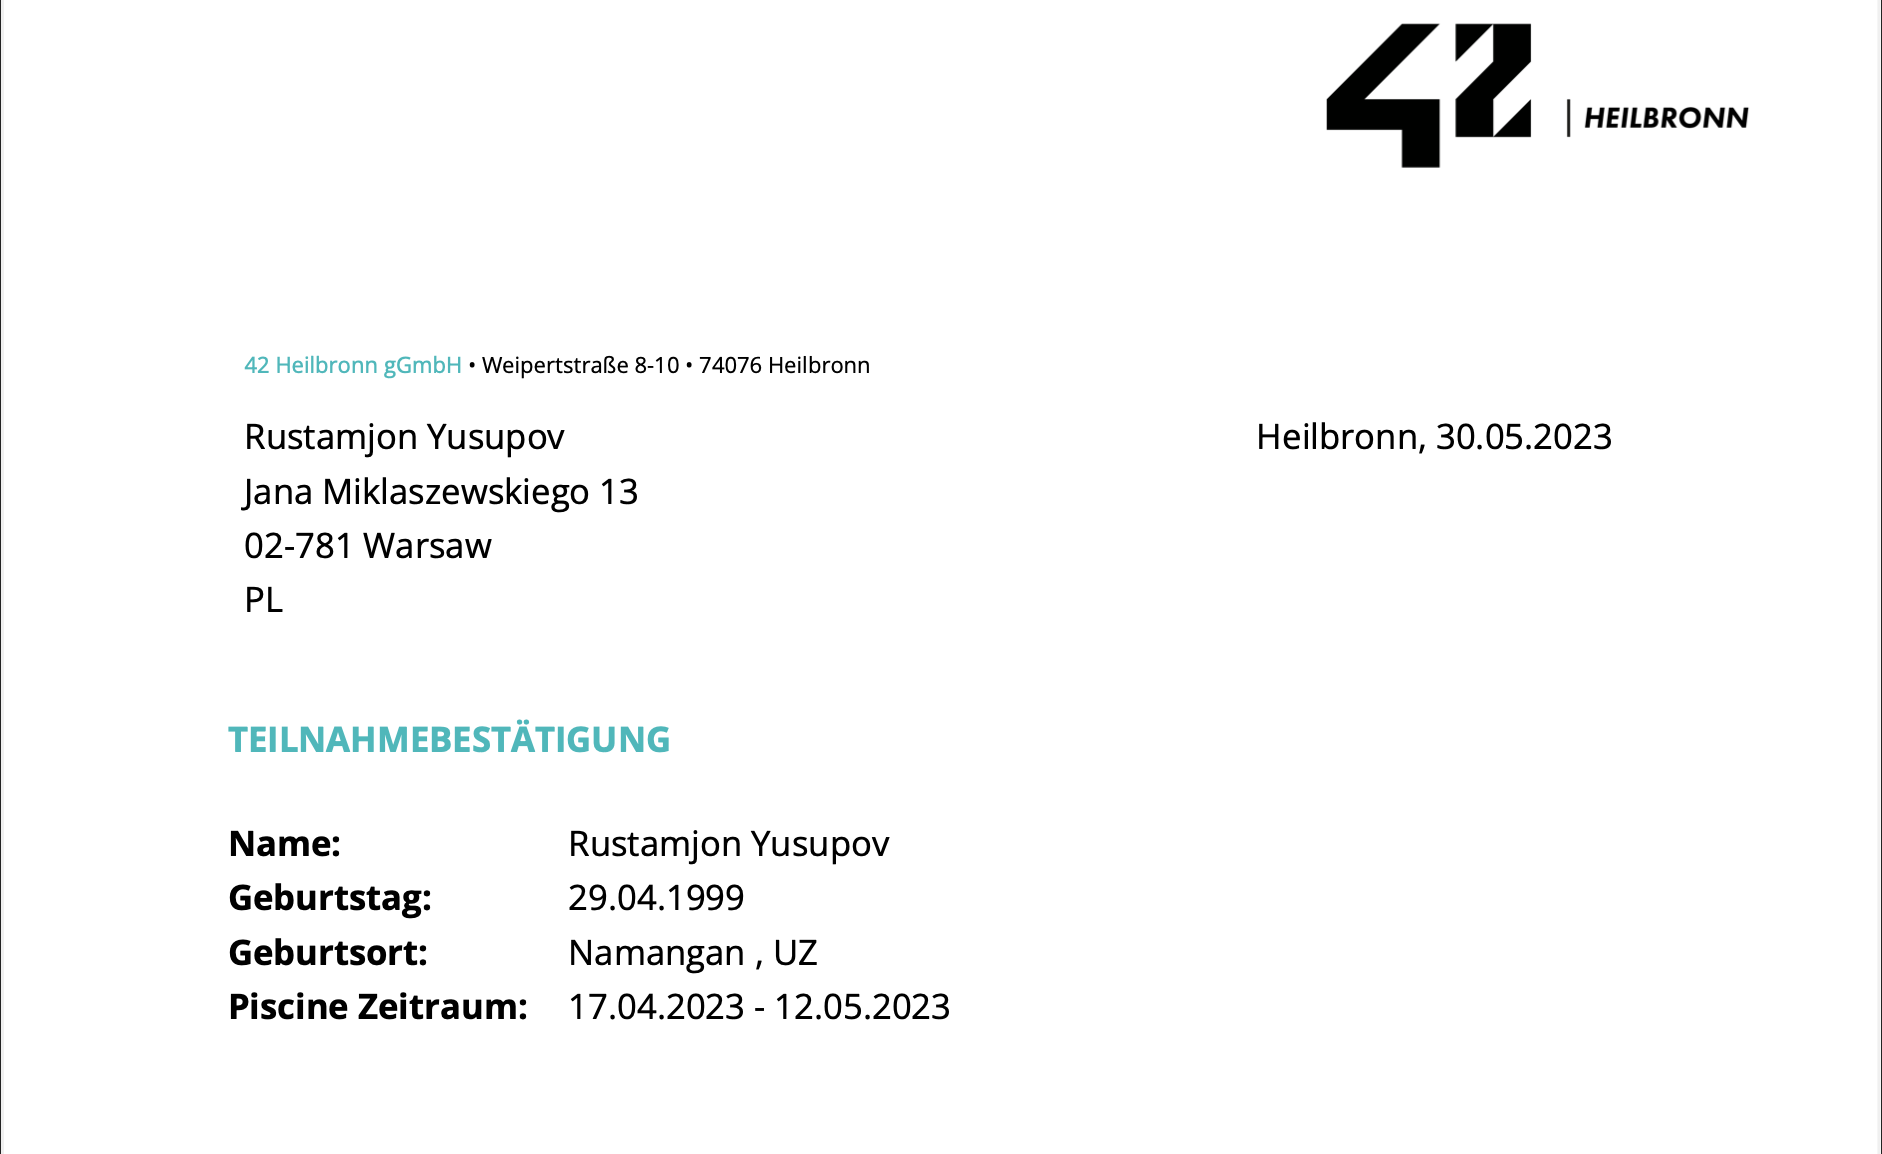 42 | HEILBRONN
42 Heilbronn gGmbH • Weipertstraße 8-10 • 74076 Heilbronn
Rustamjon Yusupov
Heilbronn, 30.05.2023
Jana Miklaszewskiego 13
02-781 Warsaw
PL
TEILNAHMEBESTÄTIGUNG
Name: Rustamjon Yusupov
Geburtstag: 29.04.1999
Geburtsort: Namangan , UZ
Piscine Zeitraum: 17.04.2023 - 12.05.2023